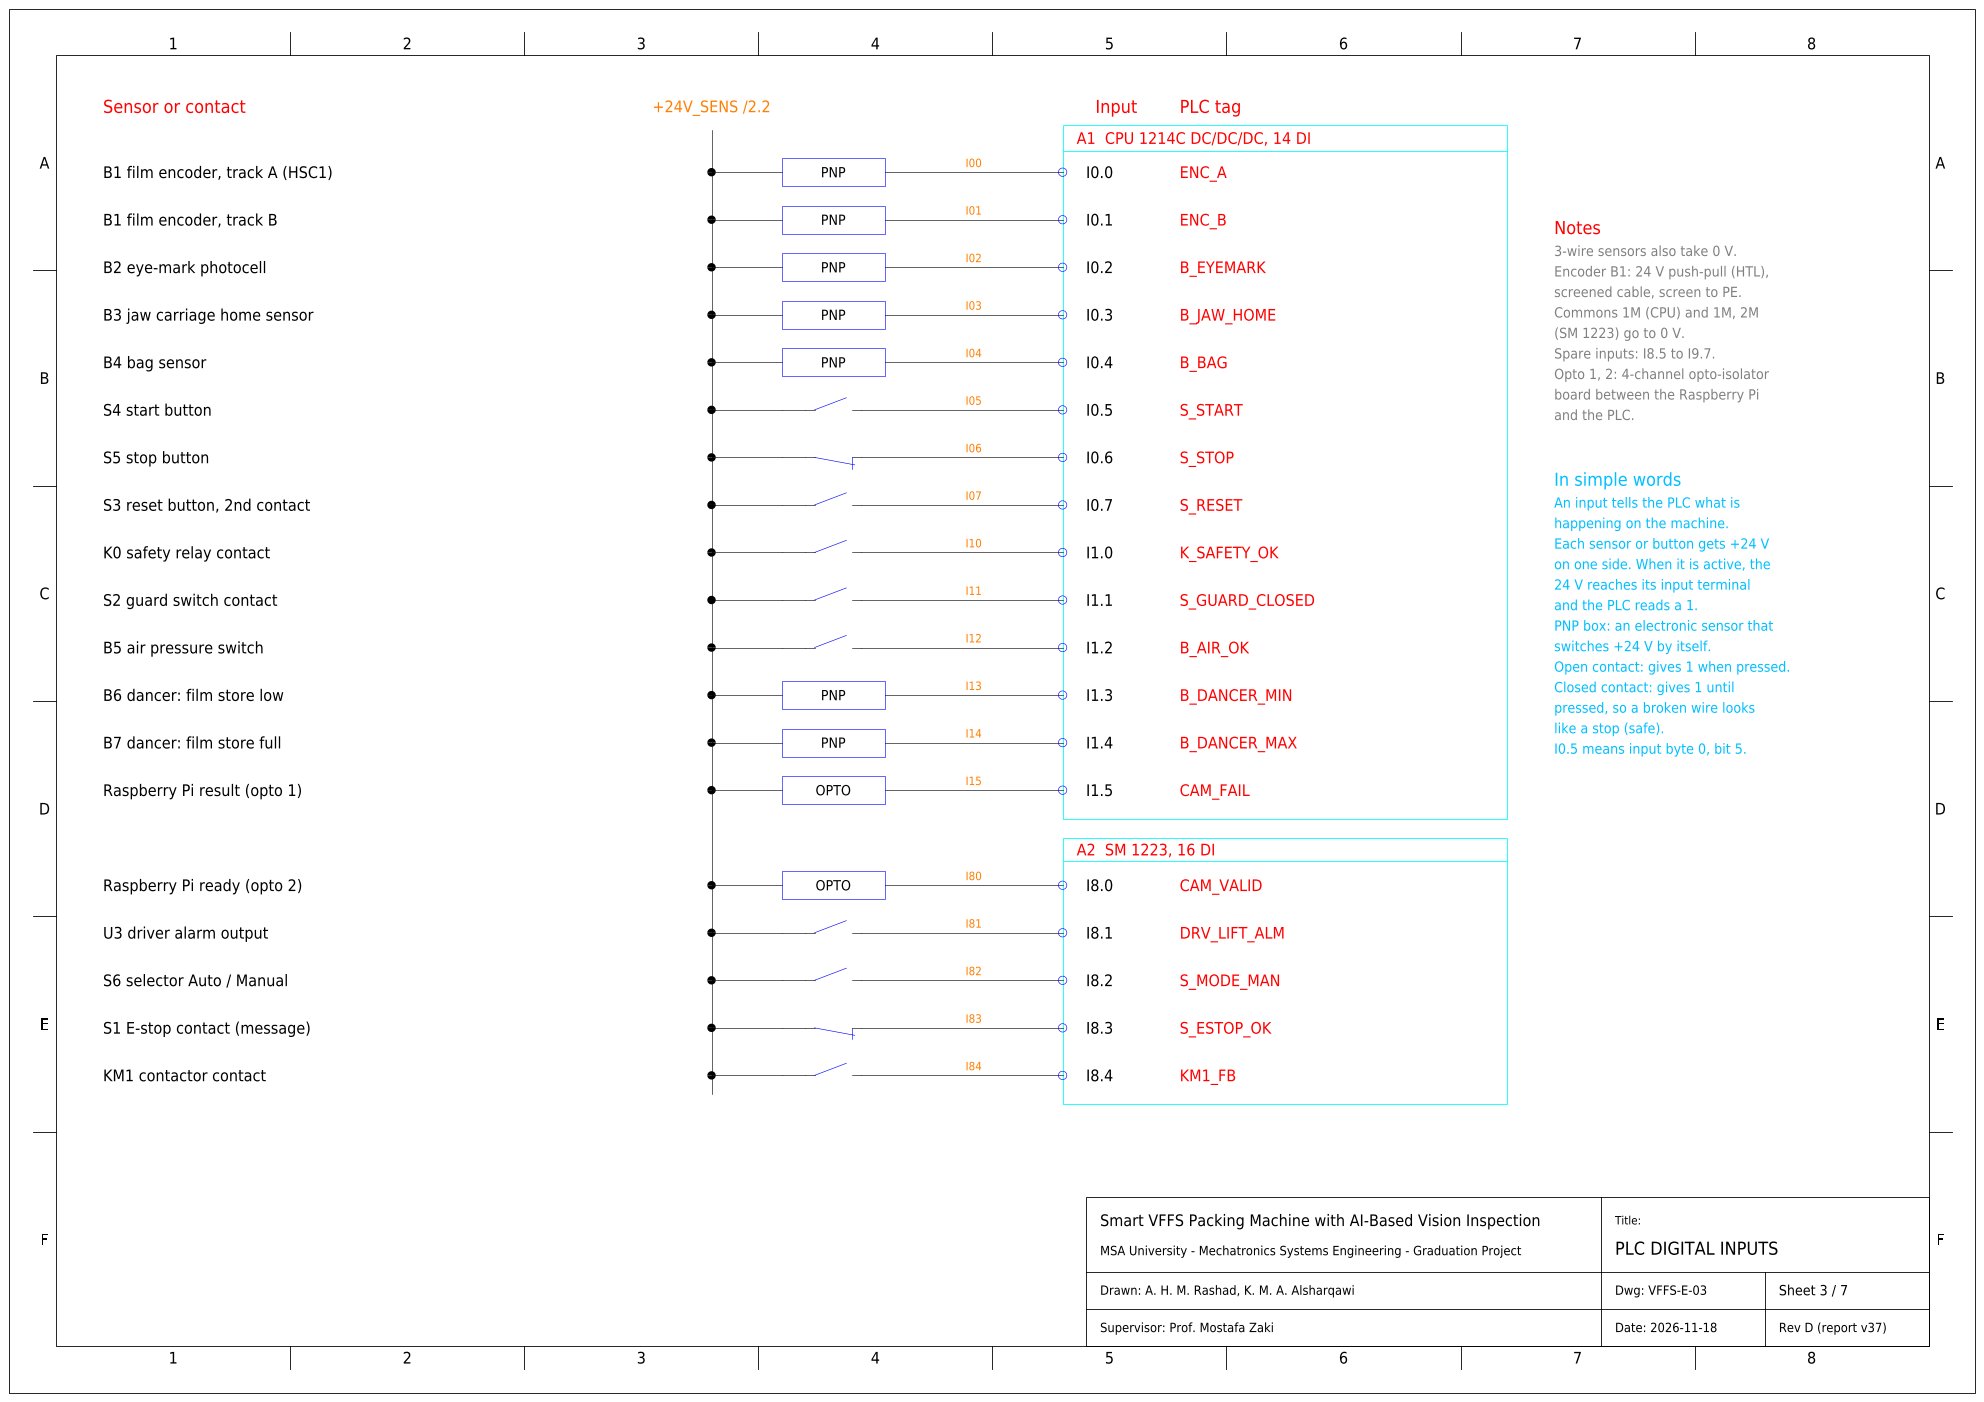 1 2 3 4 5 6 7 8
Sensor or contact +24V_SENS /2.2 Input PLC tag
A1 CPU 1214C DC/DC/DC, 14 DI
A A
B1 film encoder, track A (HSC1) PNP I00 I0.0 ENC_A
B1 film encoder, track B PNP I01 I0.1 ENC_B
B2 eye-mark photocell PNP I02 I0.2 B_EYEMARK
B3 jaw carriage home sensor PNP I03 I0.3 B_JAW_HOME
B4 bag sensor PNP I04 I0.4 B_BAG
B B
S4 start button I05 I0.5 S_START
S5 stop button I06 I0.6 S_STOP
S3 reset button, 2nd contact I07 I0.7 S_RESET
K0 safety relay contact I10 I1.0 K_SAFETY_OK
C C
S2 guard switch contact I11 I1.1 S_GUARD_CLOSED
B5 air pressure switch I12 I1.2 B_AIR_OK
B6 dancer: film store low PNP I13 I1.3 B_DANCER_MIN
B7 dancer: film store full PNP I14 I1.4 B_DANCER_MAX
Raspberry Pi result (opto 1) OPTO I15 I1.5 CAM_FAIL
D D
A2 SM 1223, 16 DI
Raspberry Pi ready (opto 2) OPTO I80 I8.0 CAM_VALID
U3 driver alarm output I81 I8.1 DRV_LIFT_ALM
S6 selector Auto / Manual I82 I8.2 S_MODE_MAN
E E
S1 E-stop contact (message) I83 I8.3 S_ESTOP_OK
KM1 contactor contact I84 I8.4 KM1_FB
Notes
3-wire sensors also take 0 V.
Encoder B1: 24 V push-pull (HTL),
screened cable, screen to PE.
Commons 1M (CPU) and 1M, 2M
(SM 1223) go to 0 V.
Spare inputs: I8.5 to I9.7.
Opto 1, 2: 4-channel opto-isolator
board between the Raspberry Pi
and the PLC.
In simple words
An input tells the PLC what is
happening on the machine.
Each sensor or button gets +24 V
on one side. When it is active, the
24 V reaches its input terminal
and the PLC reads a 1.
PNP box: an electronic sensor that
switches +24 V by itself.
Open contact: gives 1 when pressed.
Closed contact: gives 1 until
pressed, so a broken wire looks
like a stop (safe).
I0.5 means input byte 0, bit 5.
F F
Smart VFFS Packing Machine with AI-Based Vision Inspection
MSA University - Mechatronics Systems Engineering - Graduation Project
Title:
PLC DIGITAL INPUTS
Drawn: A. H. M. Rashad, K. M. A. Alsharqawi
Dwg: VFFS-E-03 Sheet 3 / 7
Supervisor: Prof. Mostafa Zaki
Date: 2026-11-18 Rev D (report v37)
1 2 3 4 5 6 7 8